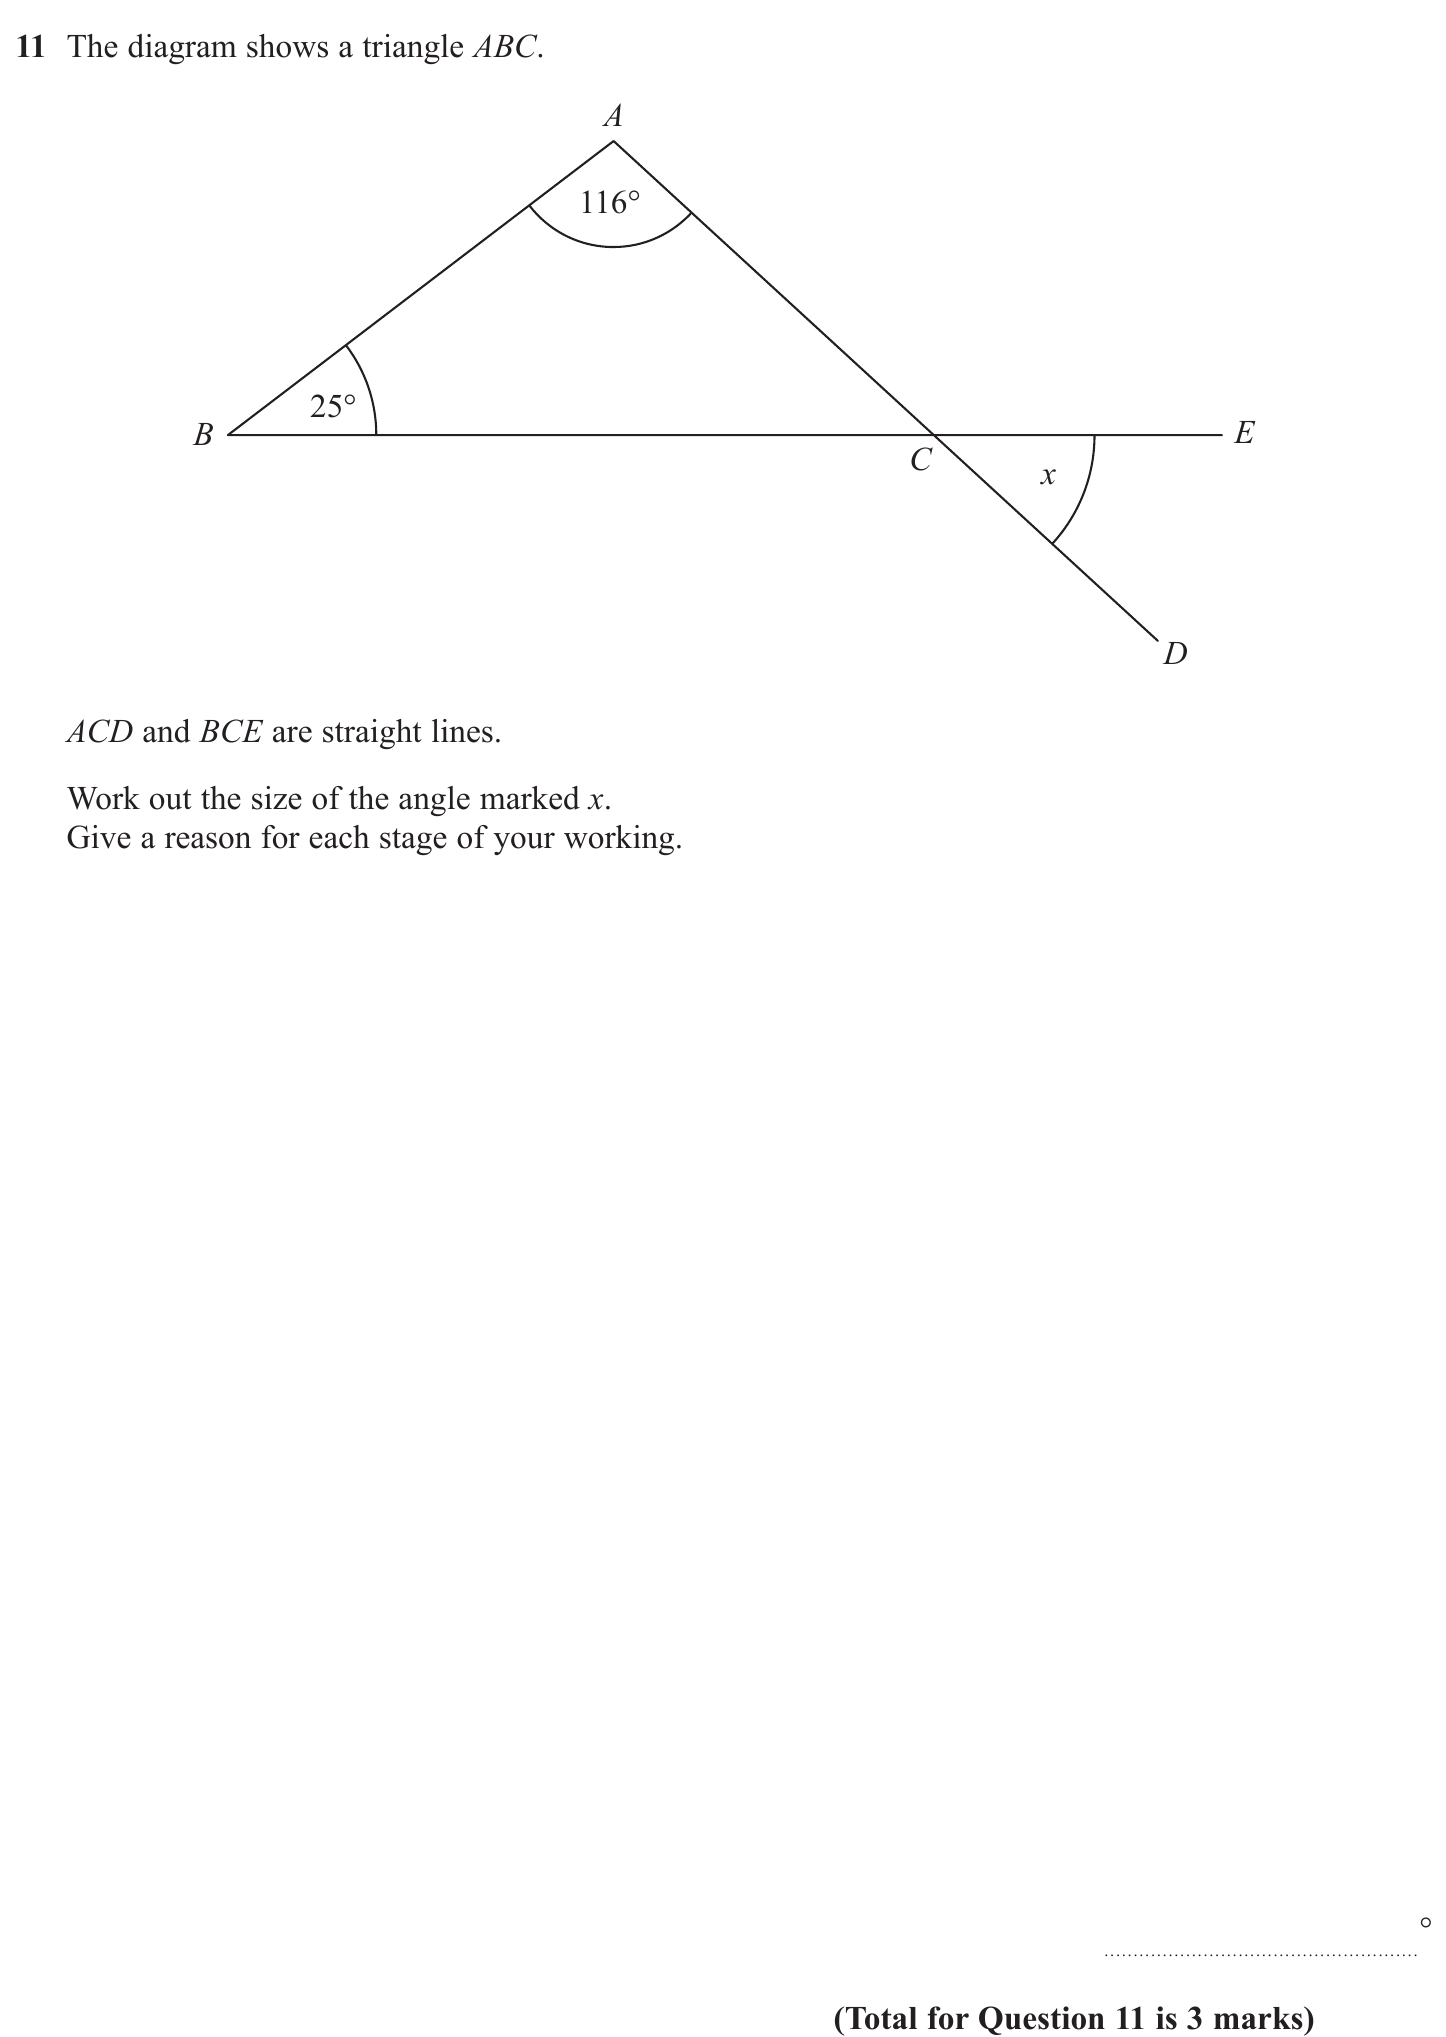 11 The diagram shows a triangle ABC.
A
116°
25°
B
E
C
x
D
ACD and BCE are straight lines.
Work out the size of the angle marked x.
Give a reason for each stage of your working.
°
(Total for Question 11 is 3 marks)